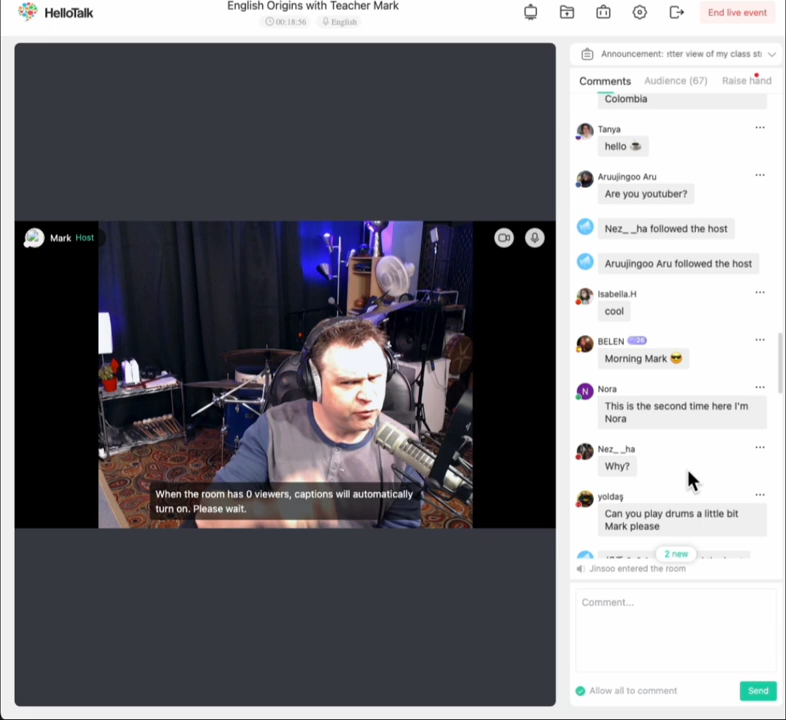 HelloTalk
English Origins with Teacher Mark
00:18:56
English
End live event
Announcement: tter view of my class st
Comments
Audience (67)
Raise hand
Colombia
Tanya
hello ☕
Aruujingoo Aru
Are you youtuber?
Nez_ _ha followed the host
Aruujingoo Aru followed the host
Isabella.H
cool
BELEN
Morning Mark 😎
Nora
This is the second time here I'm
Nora
Nez_ _ha
Why?
yoldaş
Can you play drums a little bit
Mark please
2 new
Jinsoo entered the room
Comment...
Allow all to comment
Send
Mark Host
When the room has 0 viewers, captions will automatically
turn on. Please wait.
N